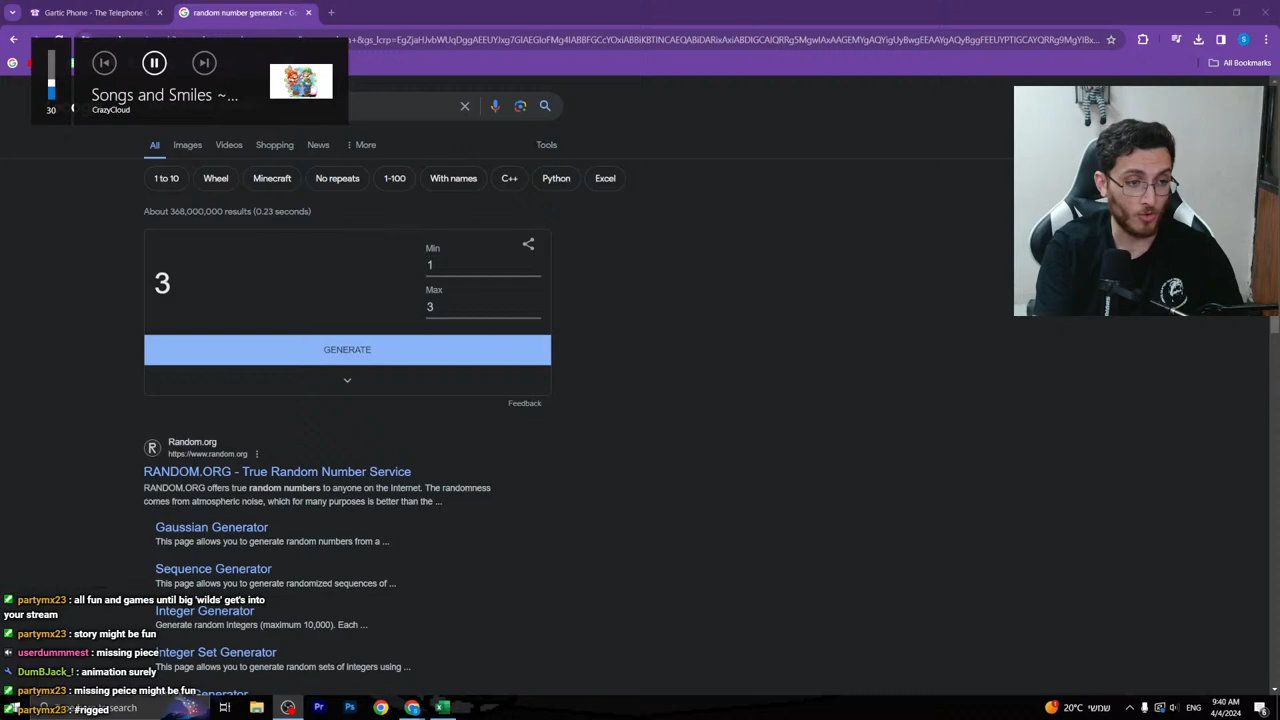 Gartic Phone - The Telephone
random number generator - G
&gs_lcrp=EgZjaHJvbWUqDggAEEUYJxg7GIAEGIoFMg4IABBFGCcYOxiABBiKBTINCAEQABiDARixAxiABDIGCAIQRRg5MgwIAxAAGEMYgAQYigUyBwgEEAAYgAQyBggFEEUYPTIGCAYQRRg9MgYIBx
All Bookmarks
Songs and Smiles ~...
CrazyCloud
30
All
Images
Videos
Shopping
News
More
Tools
1 to 10
Wheel
Minecraft
No repeats
1-100
With names
C++
Python
Excel
About 368,000,000 results (0.23 seconds)
3
Min
1
Max
3
GENERATE
Feedback
R
Random.org
https://www.random.org
RANDOM.ORG - True Random Number Service
RANDOM.ORG offers true random numbers to anyone on the Internet. The randomness
comes from atmospheric noise, which for many purposes is better than the ...
Gaussian Generator
This page allows you to generate random numbers from a ...
Sequence Generator
This page allows you to generate randomized sequences of ...
Integer Generator
Generate random integers (maximum 10,000). Each ...
Integer Set Generator
This page allows you to generate random sets of integers using ...
partymx23 : all fun and games until big 'wilds' get's into
your stream
partymx23 : story might be fun
userdummmest : missing piece
DumBJack_! : animation surely
partymx23 : missing peice might be fun
partymx23 : #rigged
search
20°C שמשי
ENG
9:40 AM
4/4/2024
6